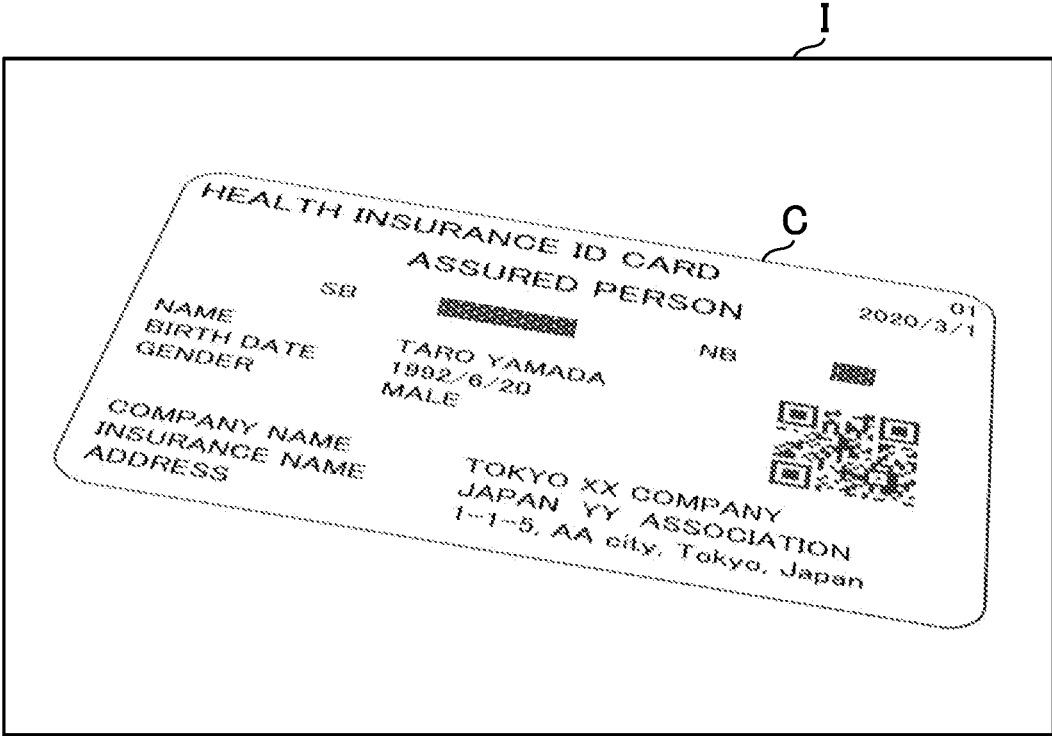 I
C
HEALTH INSURANCE ID CARD
ASSURED PERSON
01
2020/3/1
SB
NB
NAME TARO YAMADA
BIRTH DATE 1992/6/20
GENDER MALE
COMPANY NAME TOKYO XX COMPANY
INSURANCE NAME JAPAN YY ASSOCIATION
ADDRESS 1-1-5, AA city, Tokyo, Japan